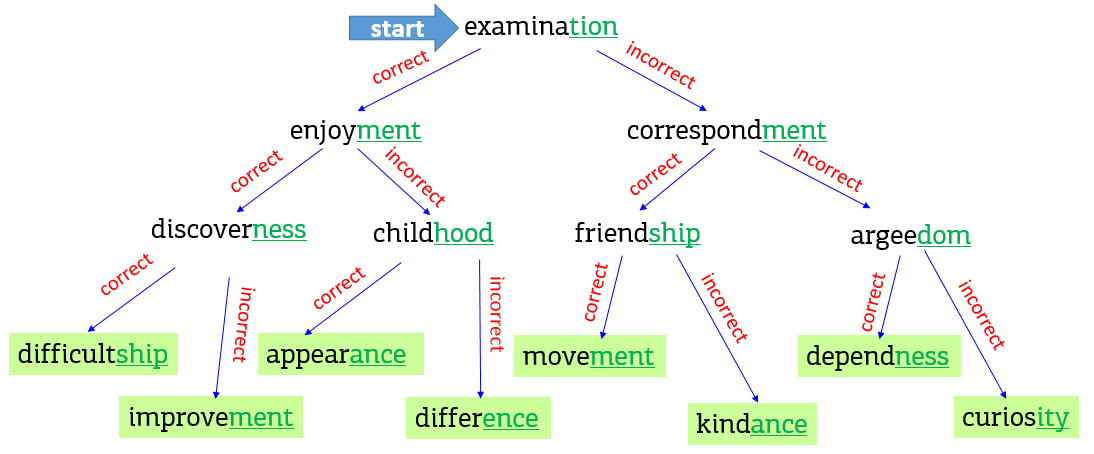 start
examination
correct
incorrect
enjoyment
correspondment
correct
incorrect
correct
incorrect
discoverness
childhood
friendship
argeedom
correct
incorrect
correct
incorrect
correct
incorrect
correct
incorrect
difficultship
appearance
movement
dependness
improvement
difference
kindance
curiosity